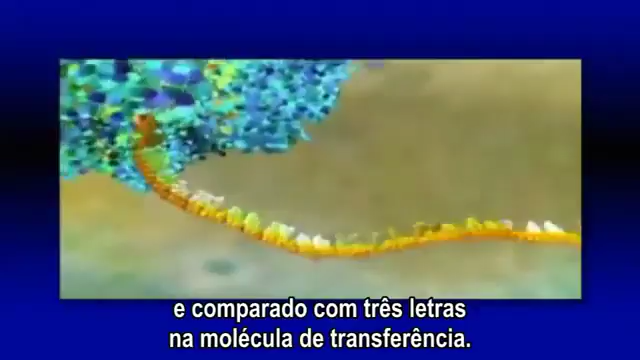 e comparado com três letras
na molécula de transferência.